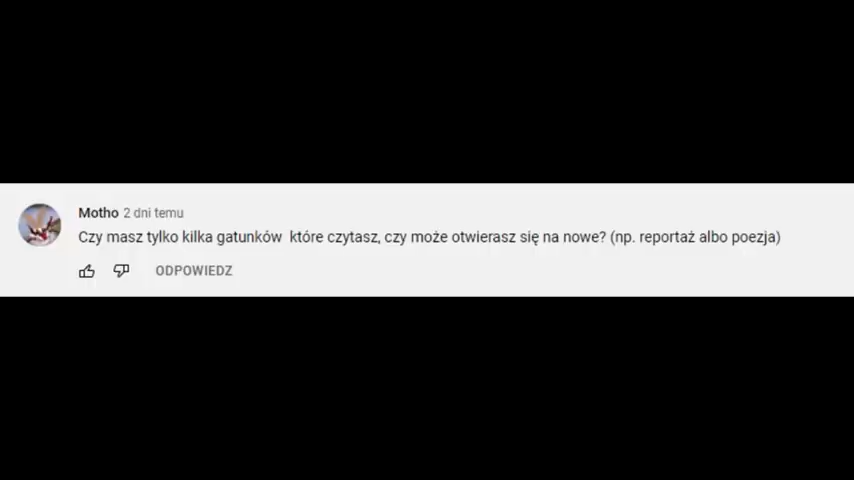 Motho 2 dni temu
Czy masz tylko kilka gatunków  które czytasz, czy może otwierasz się na nowe? (np. reportaż albo poezja)
ODPOWIEDZ